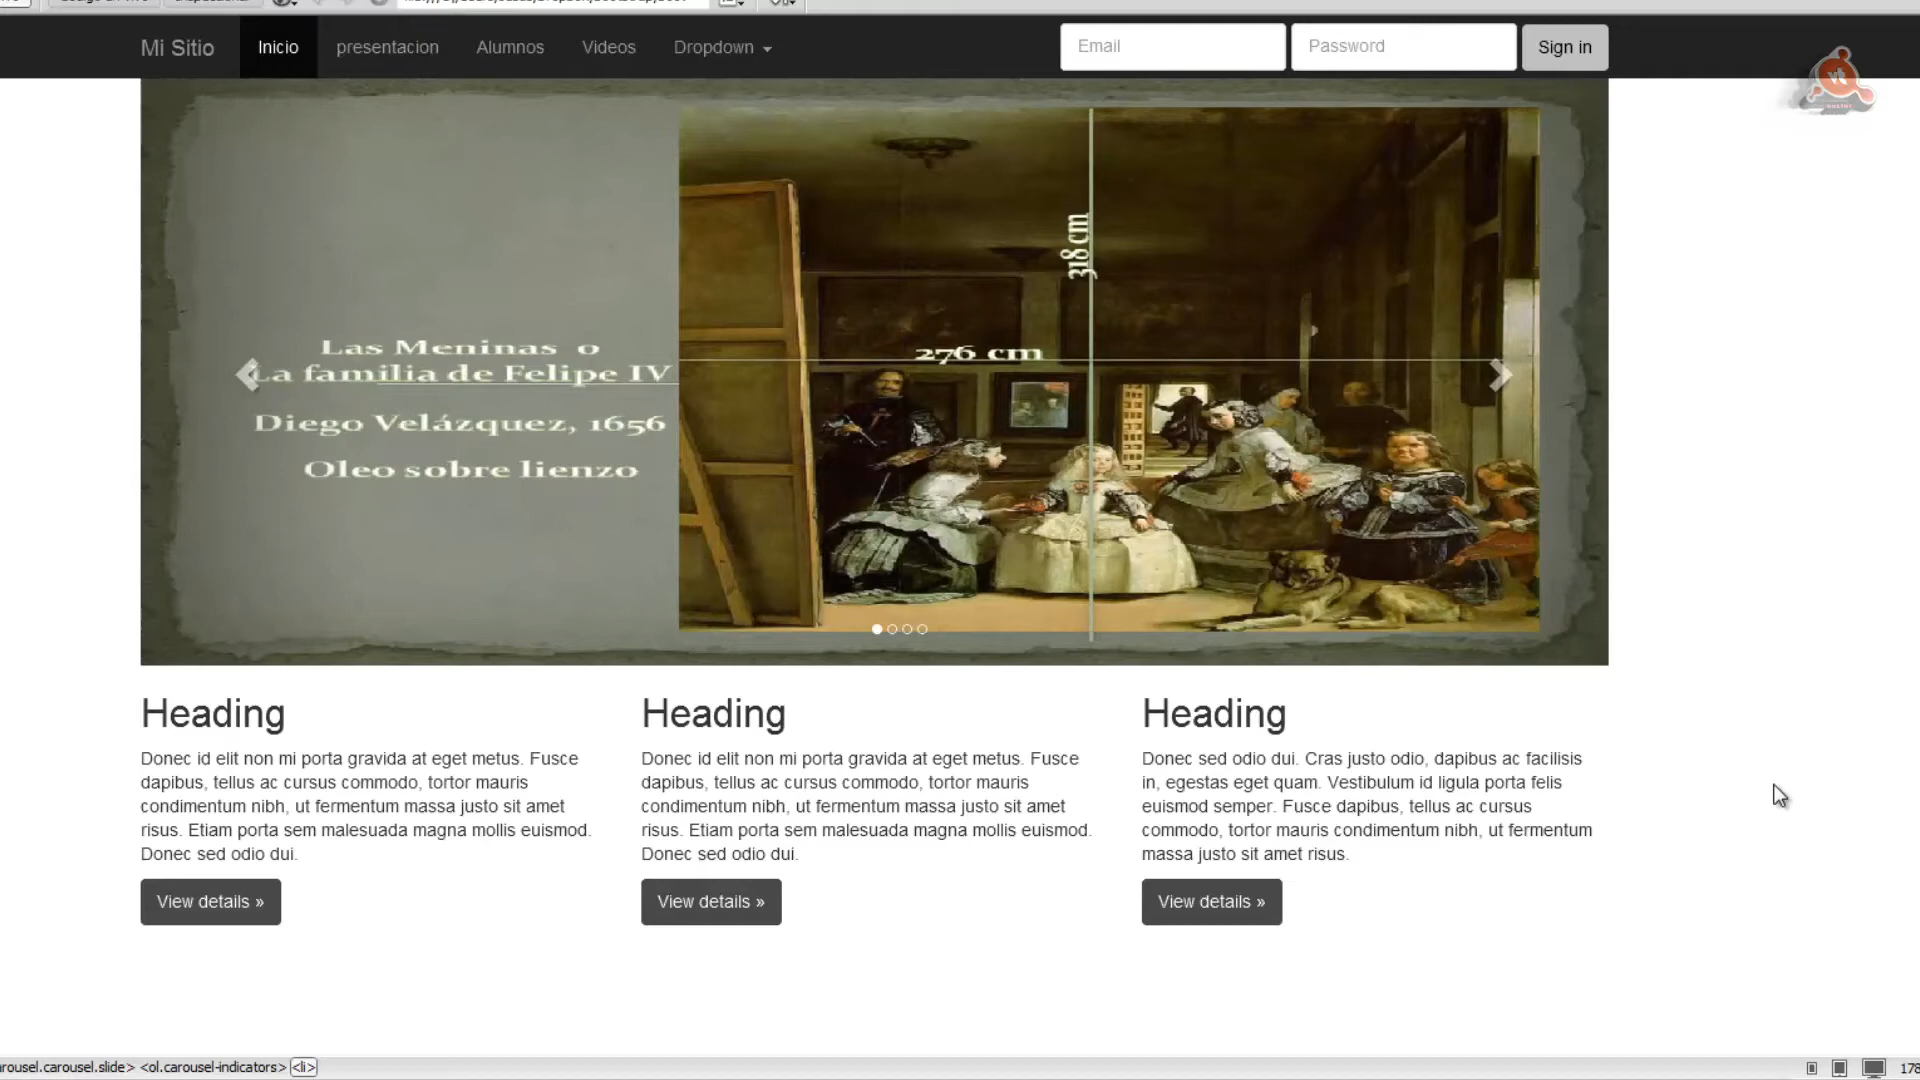 Mi Sitio
Inicio
presentacion
Alumnos
Videos
Dropdown
Email
Password
Sign in
vt
318 cm
276 cm
Las Meninas o
La familia de Felipe IV
Diego Velázquez, 1656
Oleo sobre lienzo
Heading
Donec id elit non mi porta gravida at eget metus. Fusce
dapibus, tellus ac cursus commodo, tortor mauris
condimentum nibh, ut fermentum massa justo sit amet
risus. Etiam porta sem malesuada magna mollis euismod.
Donec sed odio dui.
View details »
Heading
Donec id elit non mi porta gravida at eget metus. Fusce
dapibus, tellus ac cursus commodo, tortor mauris
condimentum nibh, ut fermentum massa justo sit amet
risus. Etiam porta sem malesuada magna mollis euismod.
Donec sed odio dui.
View details »
Heading
Donec sed odio dui. Cras justo odio, dapibus ac facilisis
in, egestas eget quam. Vestibulum id ligula porta felis
euismod semper. Fusce dapibus, tellus ac cursus
commodo, tortor mauris condimentum nibh, ut fermentum
massa justo sit amet risus.
View details »
arousel.carousel.slide> <ol.carousel-indicators> <li>
178